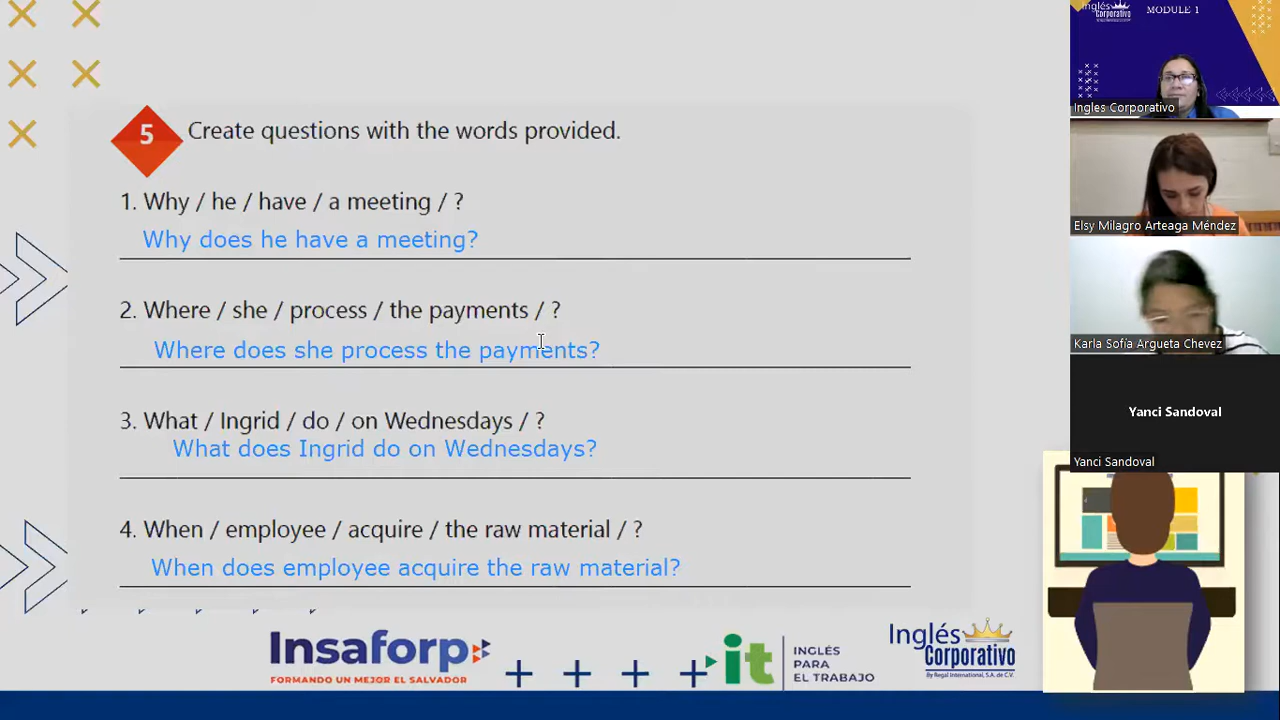 5 Create questions with the words provided.
1. Why / he / have / a meeting / ?
Why does he have a meeting?
2. Where / she / process / the payments / ?
Where does she process the payments?
3. What / Ingrid / do / on Wednesdays / ?
What does Ingrid do on Wednesdays?
4. When / employee / acquire / the raw material / ?
When does employee acquire the raw material?
Insaforp
FORMANDO UN MEJOR EL SALVADOR
it
INGLÉS
PARA
EL TRABAJO
Inglés
Corporativo
By Regal International, S.A. de C.V.
Inglés
Corporativo
MODULE 1
Ingles Corporativo
Elsy Milagro Arteaga Méndez
Karla Sofía Argueta Chevez
Yanci Sandoval
Yanci Sandoval